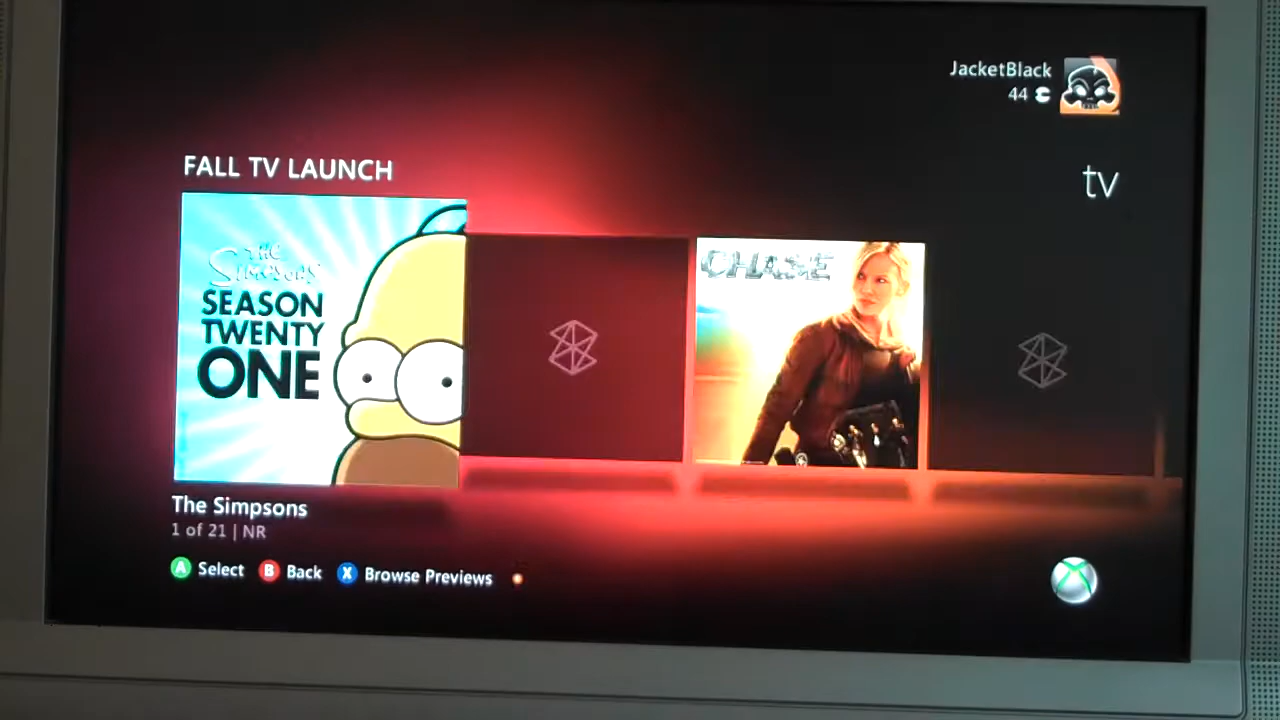 JacketBlack
44
FALL TV LAUNCH
tv
THE
SIMPSONS
SEASON
TWENTY
ONE
CHASE
The Simpsons
1 of 21 | NR
A Select B Back X Browse Previews